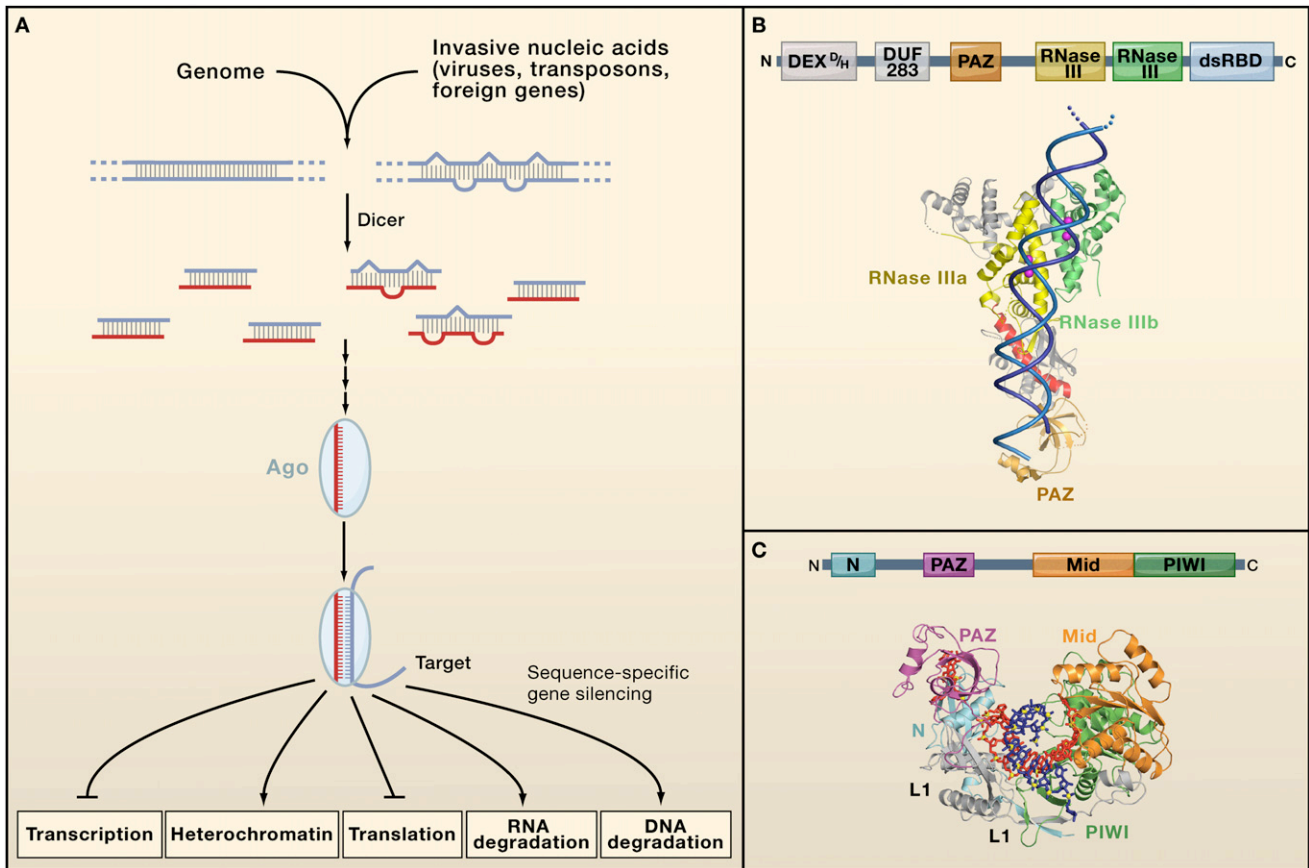 A
Genome
Invasive nucleic acids
(viruses, transposons,
foreign genes)
Dicer
Ago
Target
Sequence-specific
gene silencing
Transcription
Heterochromatin
Translation
RNA
degradation
DNA
degradation
B
N
DEX D/H
DUF
283
PAZ
RNase
III
RNase
III
dsRBD
C
RNase IIIa
RNase IIIb
PAZ
C
N
N
PAZ
Mid
PIWI
C
PAZ
Mid
N
L1
L1
PIWI